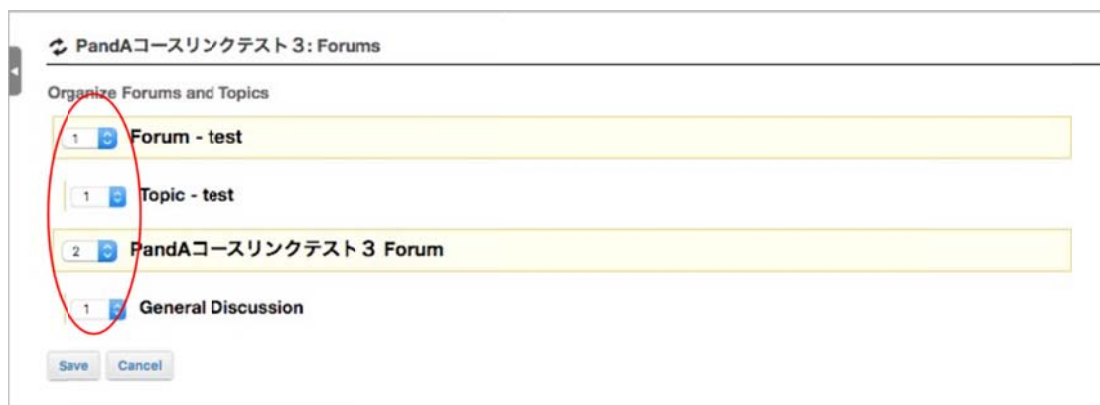 PandAコースリンクテスト３: Forums
Organize Forums and Topics
1 Forum - test
1 Topic - test
2 PandAコースリンクテスト３ Forum
1 General Discussion
Save Cancel